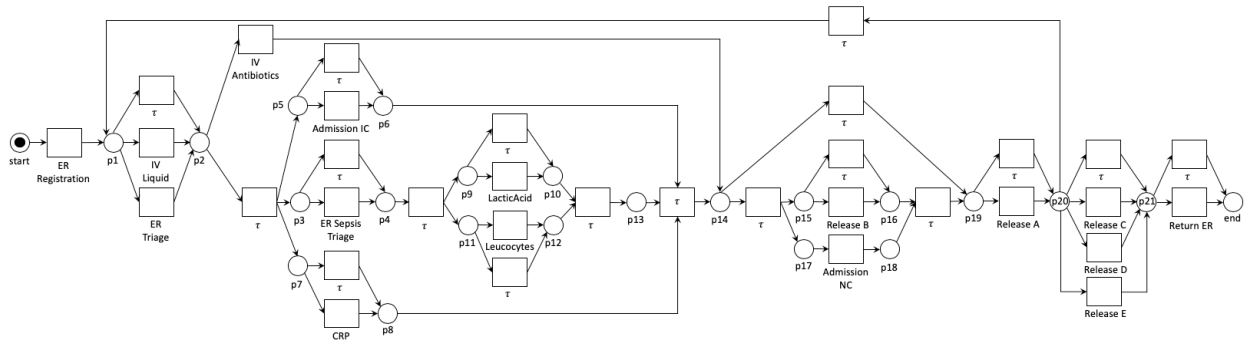 τ
IV
Antibiotics
τ
p5
Admission IC
p6
τ
τ
IV
Liquid
start
ER
Registration
p1
p2
ER
Triage
τ
τ
p3
ER Sepsis
Triage
p4
τ
τ
p9
LacticAcid
p10
p11
Leucocytes
p12
τ
τ
p13
τ
p14
p7
τ
CRP
p8
τ
τ
τ
p15
Release B
p16
p17
Admission
NC
p18
τ
p19
τ
Release A
p20
τ
Release C
Release D
Release E
p21
τ
Return ER
end